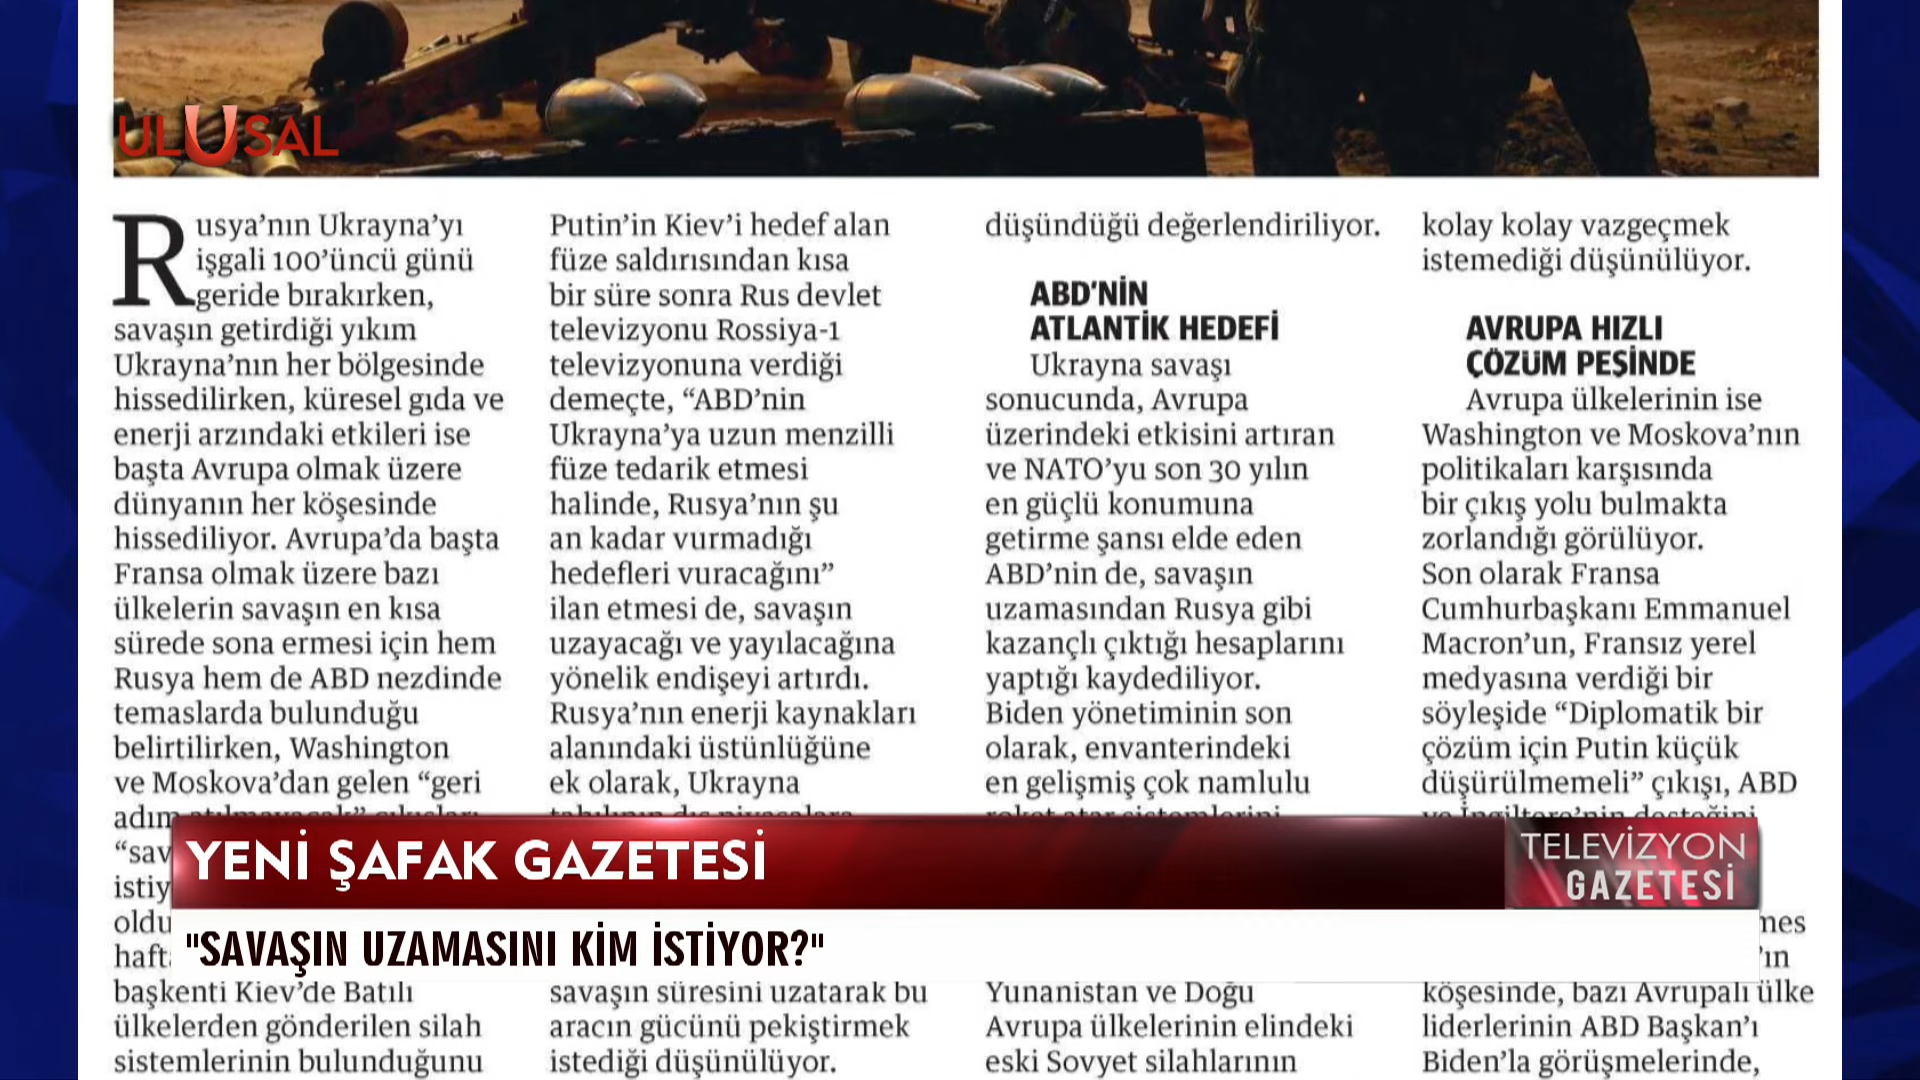 ULUSAL
Rusya’nın Ukrayna’yı
işgali 100’üncü günü
geride bırakırken,
savaşın getirdiği yıkım
Ukrayna’nın her bölgesinde
hissedilirken, küresel gıda ve
enerji arzındaki etkileri ise
başta Avrupa olmak üzere
dünyanın her köşesinde
hissediliyor. Avrupa’da başta
Fransa olmak üzere bazı
ülkelerin savaşın en kısa
sürede sona ermesi için hem
Rusya hem de ABD nezdinde
temaslarda bulunduğu
belirtilirken, Washington
ve Moskova’dan gelen “geri
adım
“sav
istiy
oldu
haft
başkenti Kiev’de Batılı
ülkelerden gönderilen silah
sistemlerinin bulunduğunu
Putin’in Kiev’i hedef alan
füze saldırısından kısa
bir süre sonra Rus devlet
televizyonu Rossiya-1
televizyonuna verdiği
demeçte, “ABD’nin
Ukrayna’ya uzun menzilli
füze tedarik etmesi
halinde, Rusya’nın şu
an kadar vurmadığı
hedefleri vuracağını”
ilan etmesi de, savaşın
uzayacağı ve yayılacağına
yönelik endişeyi artırdı.
Rusya’nın enerji kaynakları
alanındaki üstünlüğüne
ek olarak, Ukrayna
savaşın süresini uzatarak bu
aracın gücünü pekiştirmek
istediği düşünülüyor.
düşündüğü değerlendiriliyor.
ABD’NİN
ATLANTİK HEDEFİ
Ukrayna savaşı
sonucunda, Avrupa
üzerindeki etkisini artıran
ve NATO’yu son 30 yılın
en güçlü konumuna
getirme şansı elde eden
ABD’nin de, savaşın
uzamasından Rusya gibi
kazançlı çıktığı hesaplarını
yaptığı kaydediliyor.
Biden yönetiminin son
olarak, envanterindeki
en gelişmiş çok namlulu
Yunanistan ve Doğu
Avrupa ülkelerinin elindeki
eski Sovyet silahlarının
kolay kolay vazgeçmek
istemediği düşünülüyor.
AVRUPA HIZLI
ÇÖZÜM PEŞİNDE
Avrupa ülkelerinin ise
Washington ve Moskova’nın
politikaları karşısında
bir çıkış yolu bulmakta
zorlandığı görülüyor.
Son olarak Fransa
Cumhurbaşkanı Emmanuel
Macron’un, Fransız yerel
medyasına verdiği bir
söyleşide “Diplomatik bir
çözüm için Putin küçük
düşürülmemeli” çıkışı, ABD
ve İngiltere’nin desteğini
mes
’ın
köşesinde, bazı Avrupalı ülke
liderlerinin ABD Başkan’ı
Biden’la görüşmelerinde,
YENİ ŞAFAK GAZETESİ
TELEVİZYON
GAZETESİ
"SAVAŞIN UZAMASINI KİM İSTİYOR?"